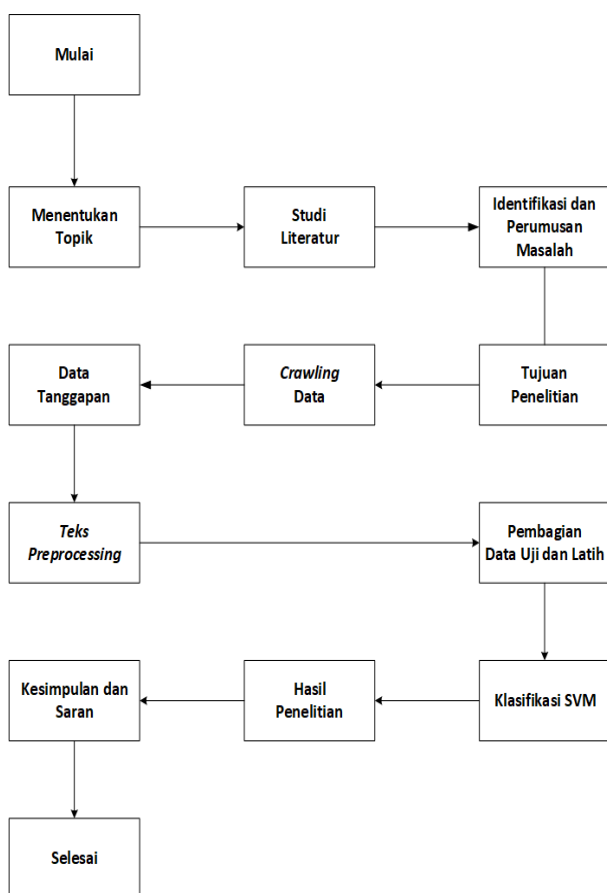 Mulai
Menentukan
Topik
Studi
Literatur
Identifikasi dan
Perumusan
Masalah
Tujuan
Penelitian
Crawling
Data
Data
Tanggapan
Teks
Preprocessing
Pembagian
Data Uji dan Latih
Klasifikasi SVM
Hasil
Penelitian
Kesimpulan dan
Saran
Selesai